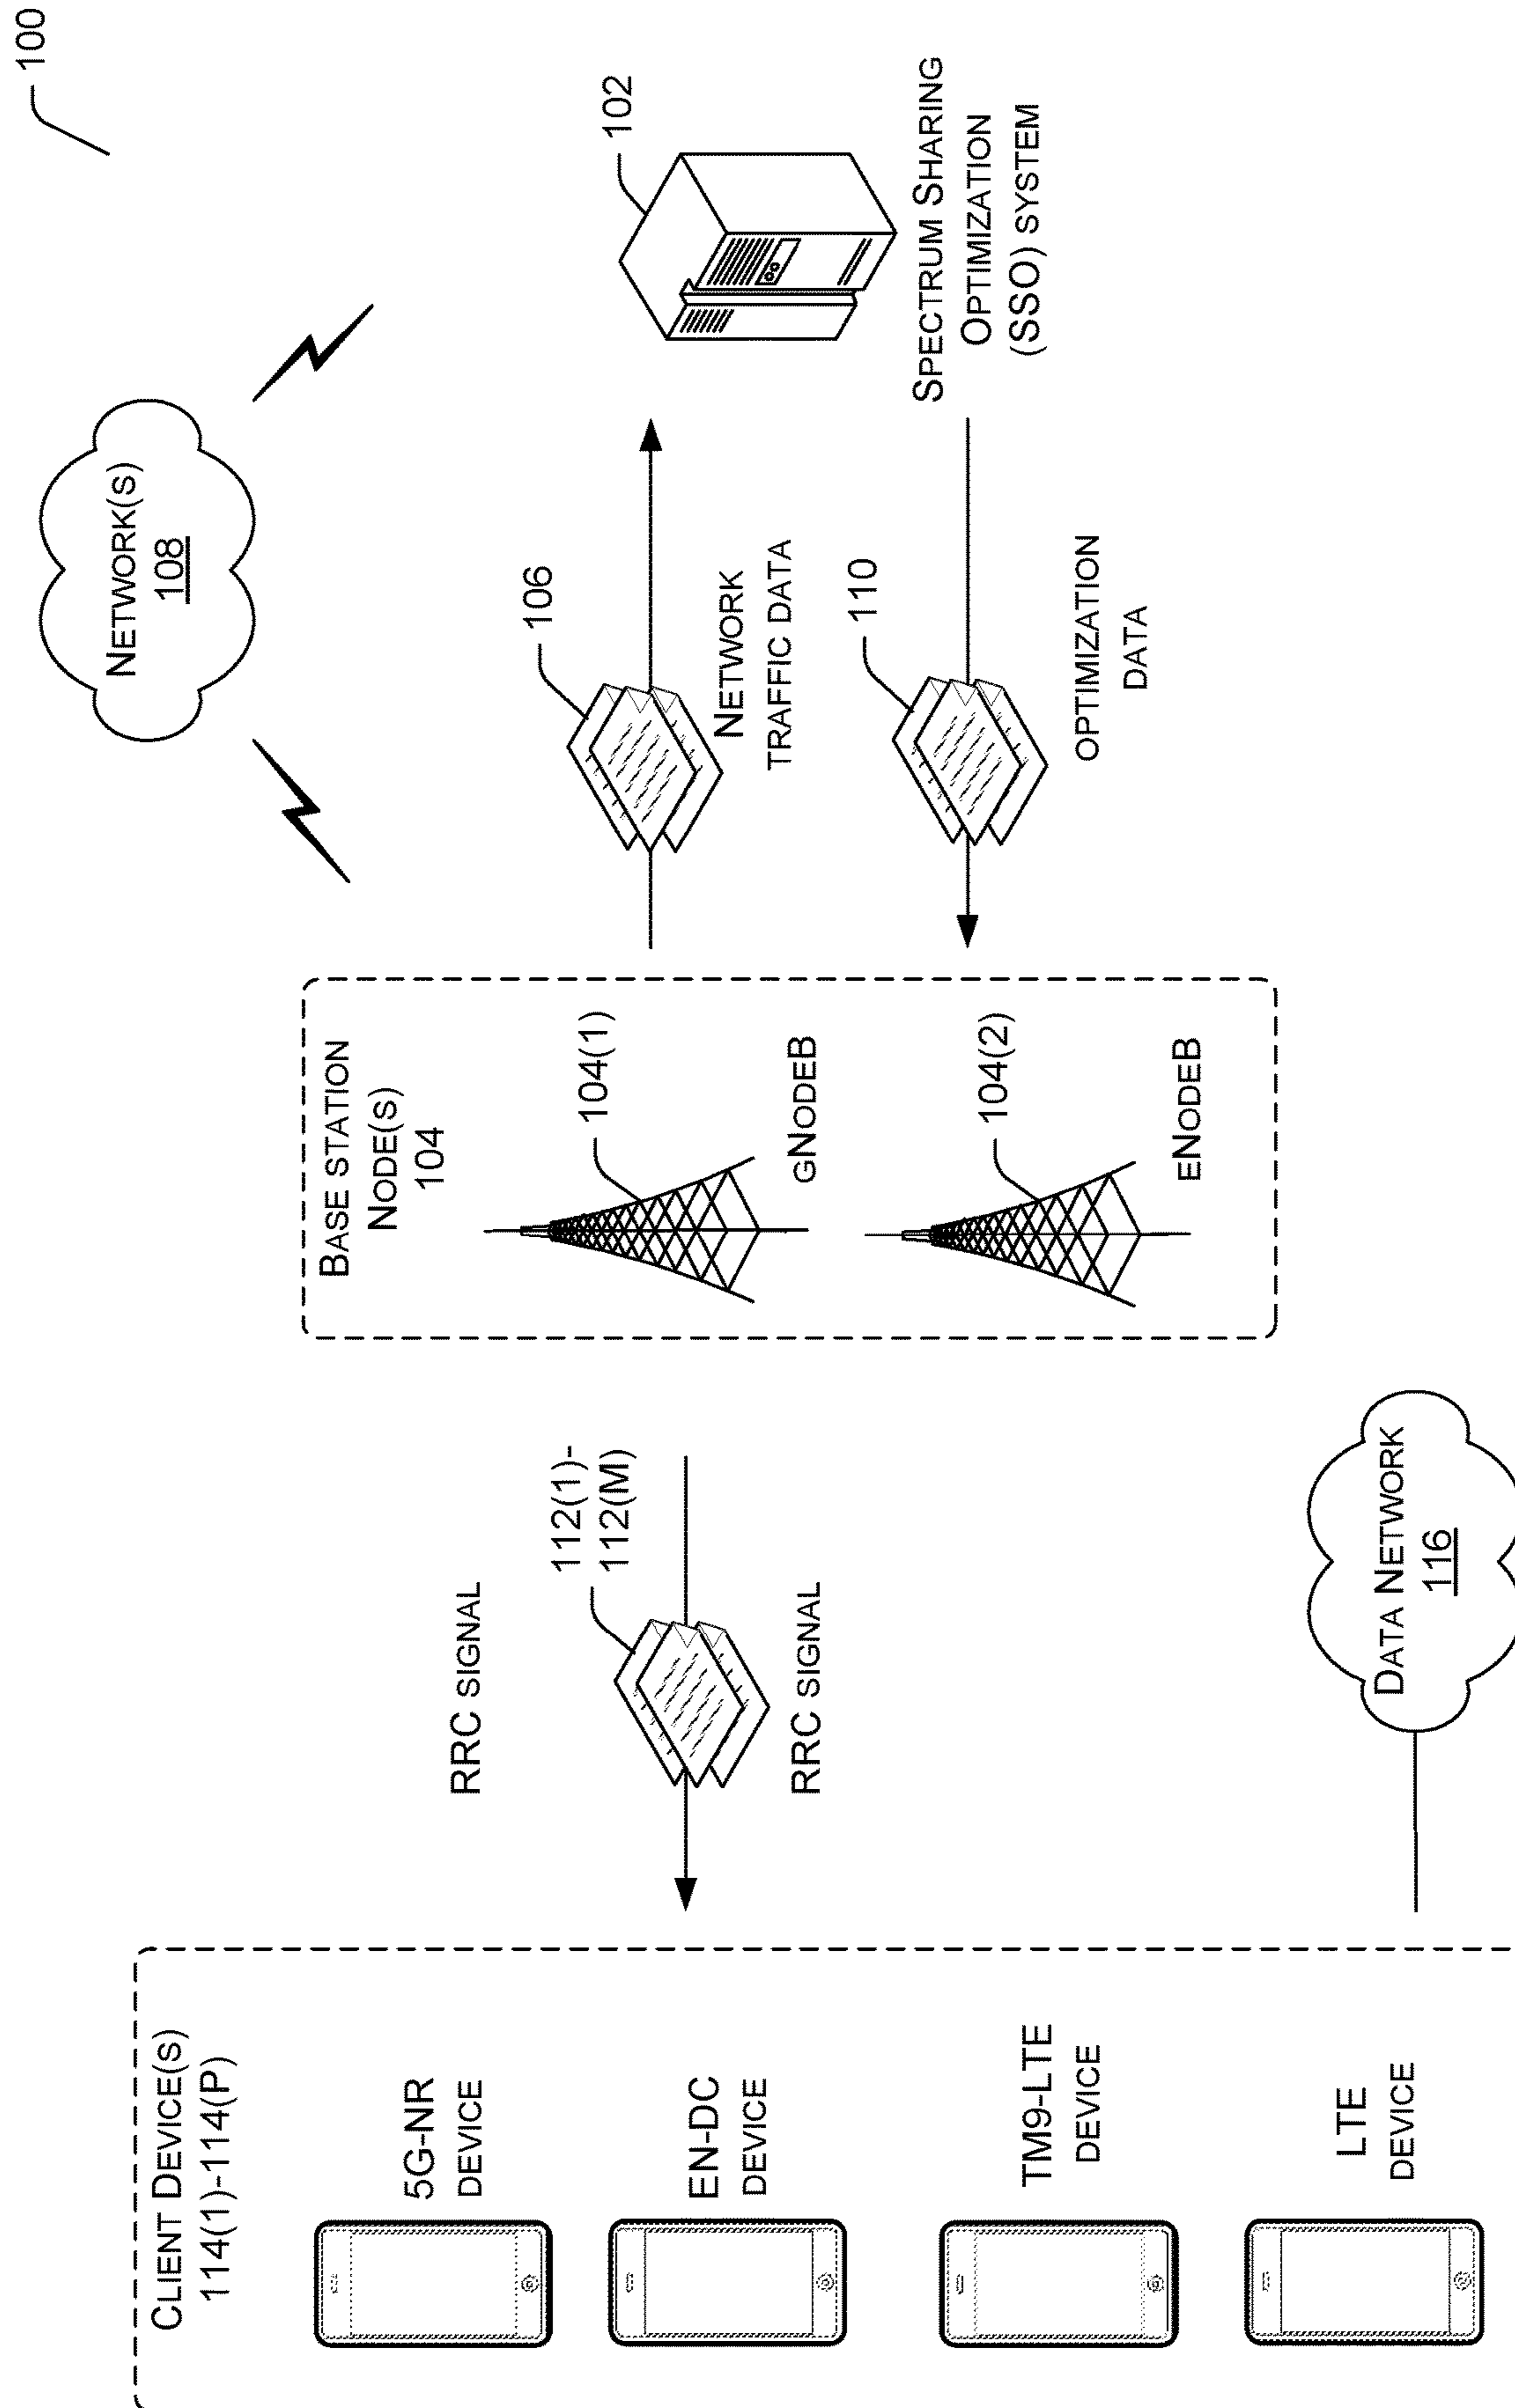 100
NETWORK(S)
108
CLIENT DEVICE(S)
114(1)-114(P)
5G-NR
DEVICE
EN-DC
DEVICE
TM9-LTE
DEVICE
LTE
DEVICE
RRC SIGNAL
112(1)-
112(M)
RRC SIGNAL
DATA NETWORK
116
BASE STATION
NODE(S)
104
104(1)
GNODEB
104(2)
ENODEB
106
NETWORK
TRAFFIC DATA
110
OPTIMIZATION
DATA
102
SPECTRUM SHARING
OPTIMIZATION
(SSO) SYSTEM